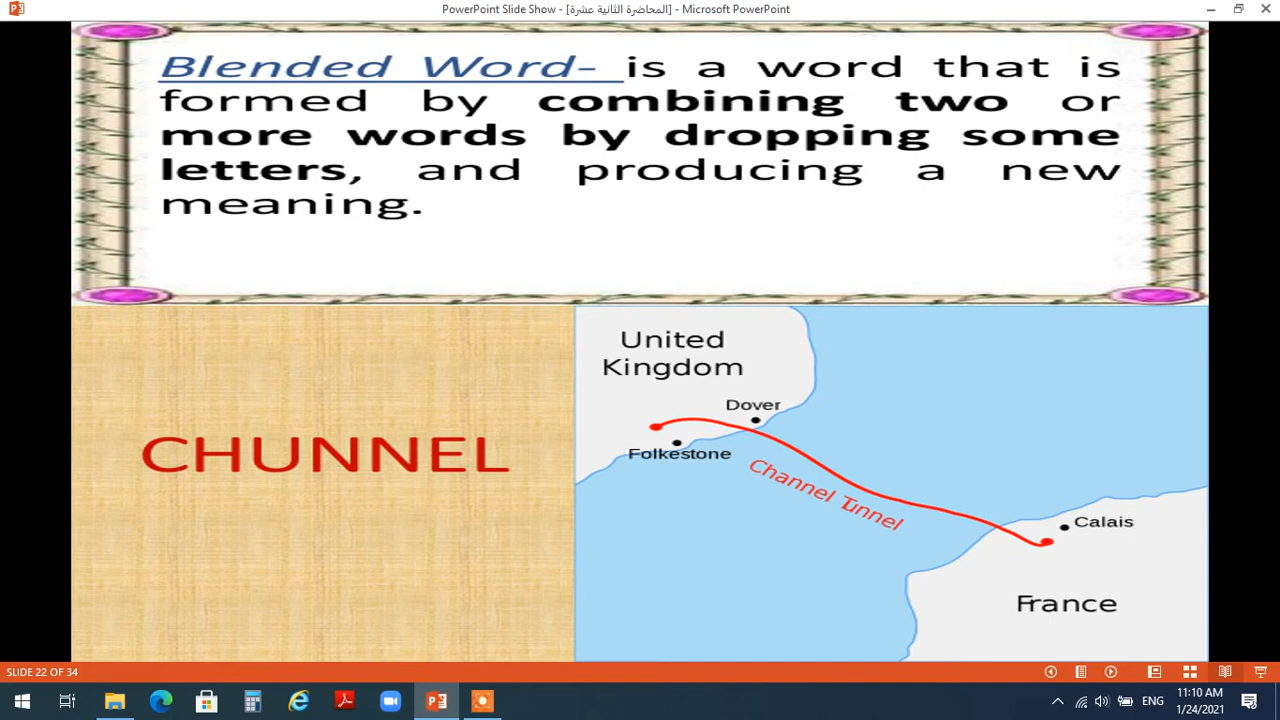 PowerPoint Slide Show - [المحاضرة الثانية عشرة] - Microsoft PowerPoint
Blended Word- is a word that is
formed by combining two or
more words by dropping some
letters, and producing a new
meaning.
CHUNNEL
United
Kingdom
Dover
Folkestone
Channel Tunnel
Calais
France
SLIDE 22 OF 34
ENG
11:10 AM
1/24/2021